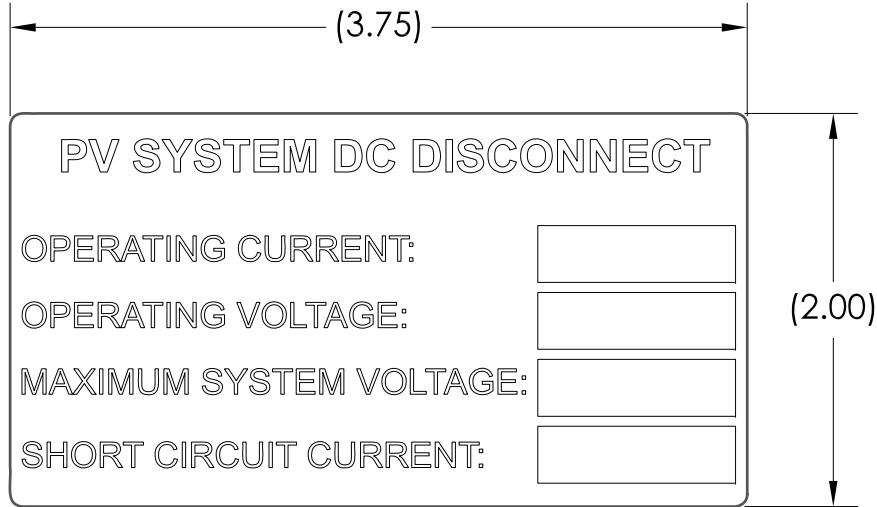 (3.75)
PV SYSTEM DC DISCONNECT
OPERATING CURRENT:
OPERATING VOLTAGE:
(2.00)
MAXIMUM SYSTEM VOLTAGE:
SHORT CIRCUIT CURRENT: